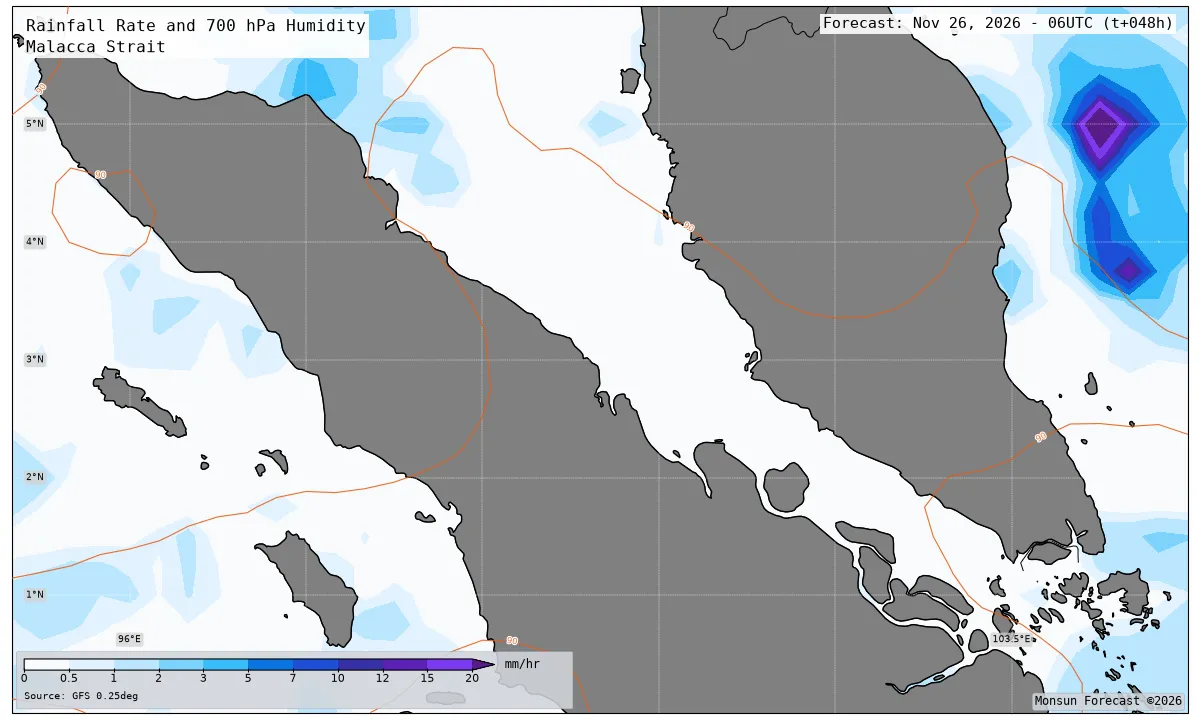 Rainfall Rate and 700 hPa Humidity
Malacca Strait
Forecast: Nov 26, 2026 - 06UTC (t+048h)
90
5°N
90
90
4°N
3°N
90
2°N
1°N
96°E
103.5°E
90
0 0.5 1 2 3 5 7 10 12 15 20 mm/hr
Source: GFS 0.25deg
Monsun Forecast ©2026